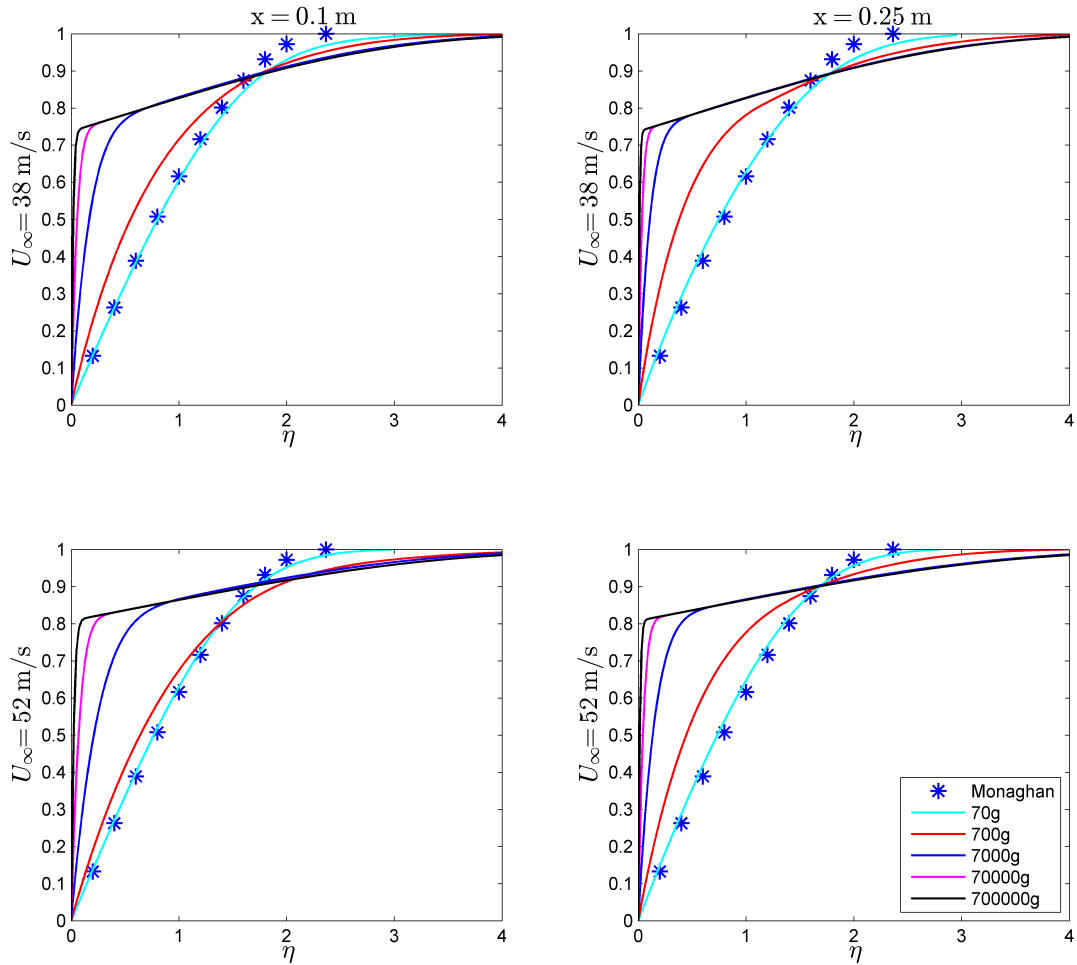 x = 0.1 m
1
0.9
0.8
0.7
0.6
0.5
0.4
0.3
0.2
0.1
0
U∞= 38 m/s
0 1 2 3 4
η
x = 0.25 m
1
0.9
0.8
0.7
0.6
0.5
0.4
0.3
0.2
0.1
0
U∞= 38 m/s
0 1 2 3 4
η
1
0.9
0.8
0.7
0.6
0.5
0.4
0.3
0.2
0.1
0
U∞= 52 m/s
0 1 2 3 4
η
1
0.9
0.8
0.7
0.6
0.5
0.4
0.3
0.2
0.1
0
U∞= 52 m/s
0 1 2 3 4
η
Monaghan
70g
700g
7000g
70000g
700000g